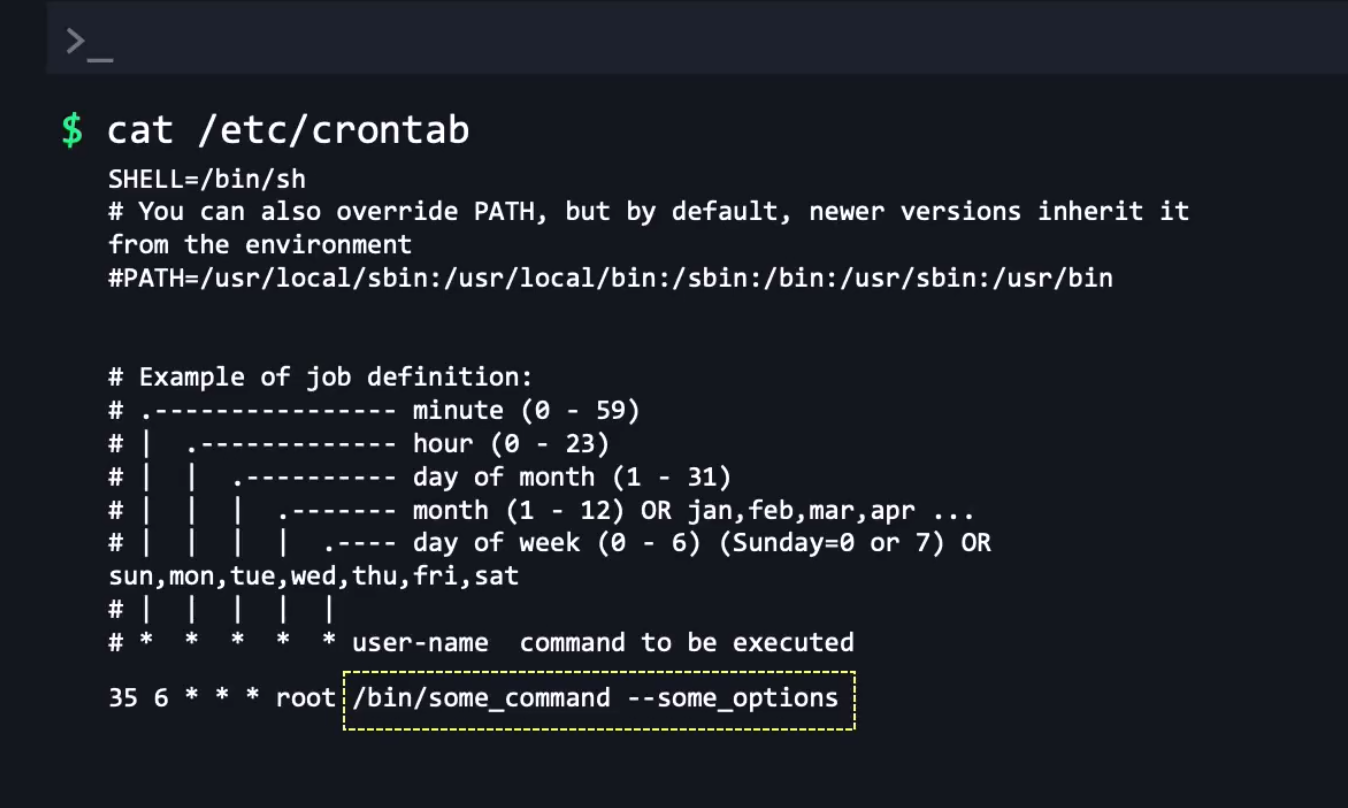 >_
$ cat /etc/crontab
SHELL=/bin/sh
# You can also override PATH, but by default, newer versions inherit it
from the environment
#PATH=/usr/local/sbin:/usr/local/bin:/sbin:/bin:/usr/sbin:/usr/bin
# Example of job definition:
# .---------------- minute (0 - 59)
# |  .------------- hour (0 - 23)
# |  |  .---------- day of month (1 - 31)
# |  |  |  .------- month (1 - 12) OR jan,feb,mar,apr ...
# |  |  |  |  .---- day of week (0 - 6) (Sunday=0 or 7) OR
sun,mon,tue,wed,thu,fri,sat
# |  |  |  |  |
# *  *  *  *  * user-name  command to be executed
35 6 * * * root /bin/some_command --some_options